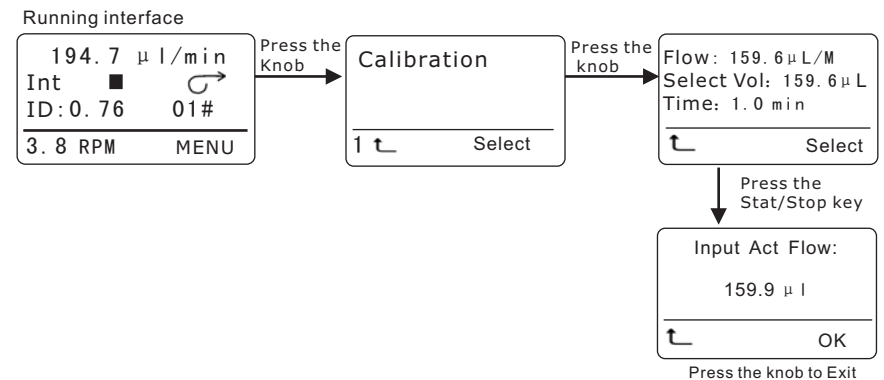 Running interface
194.7 μl/min
Int
ID:0.76 01#
3.8 RPM MENU
Press the
Knob
Calibration
1 Select
Press the
knob
Flow: 159.6μL/M
Select Vol: 159.6μL
Time: 1.0 min
Select
Press the
Stat/Stop key
Input Act Flow:
159.9 μl
OK
Press the knob to Exit